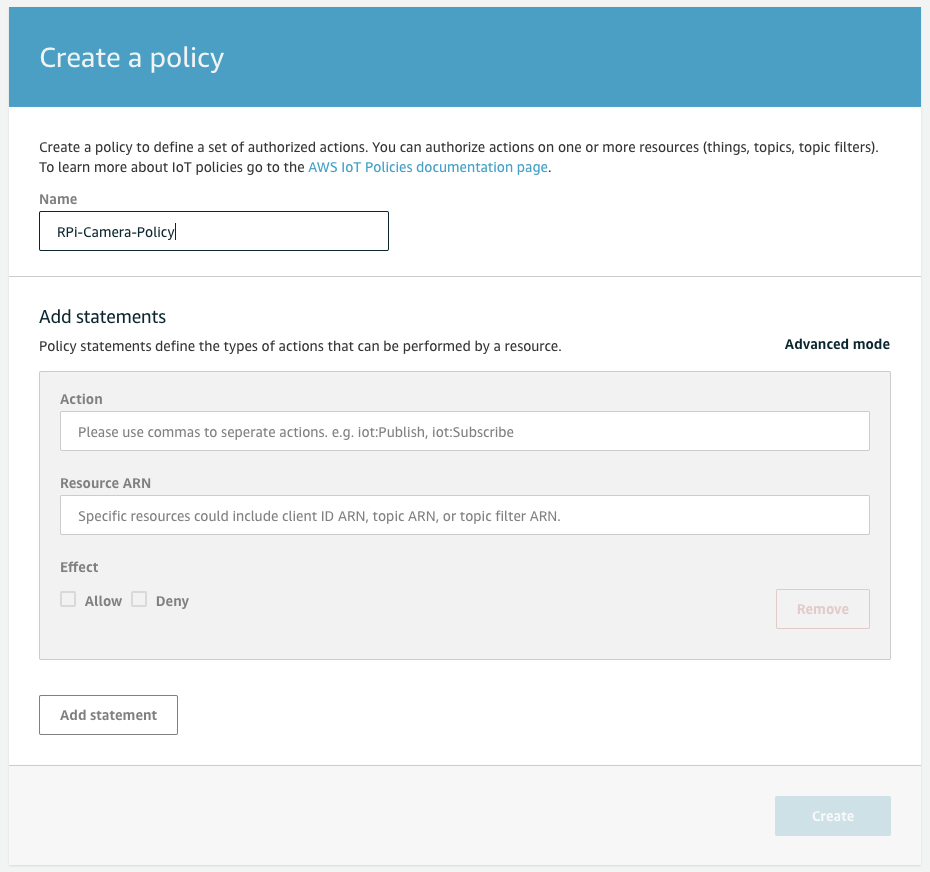 Create a policy
Create a policy to define a set of authorized actions. You can authorize actions on one or more resources (things, topics, topic filters).
To learn more about IoT policies go to the AWS IoT Policies documentation page.
Name
RPi-Camera-Policy
Add statements
Policy statements define the types of actions that can be performed by a resource.
Advanced mode
Action
Please use commas to seperate actions. e.g. iot:Publish, iot:Subscribe
Resource ARN
Specific resources could include client ID ARN, topic ARN, or topic filter ARN.
Effect
Allow Deny
Remove
Add statement
Create